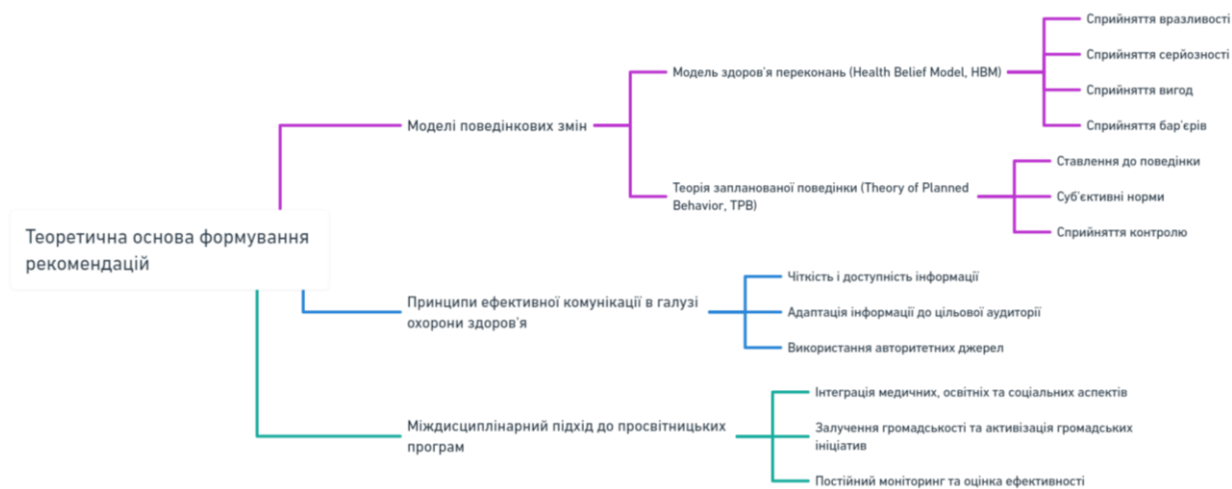 Теоретична основа формування
рекомендацій
Моделі поведінкових змін
Модель здоров'я переконань (Health Belief Model, HBM)
Сприйняття вразливості
Сприйняття серйозності
Сприйняття вигод
Сприйняття бар'єрів
Теорія запланованої поведінки (Theory of Planned
Behavior, TPB)
Ставлення до поведінки
Суб'єктивні норми
Сприйняття контролю
Принципи ефективної комунікації в галузі
охорони здоров'я
Чіткість і доступність інформації
Адаптація інформації до цільової аудиторії
Використання авторитетних джерел
Міждисциплінарний підхід до просвітницьких
програм
Інтеграція медичних, освітніх та соціальних аспектів
Залучення громадськості та активізація громадських
ініціатив
Постійний моніторинг та оцінка ефективності